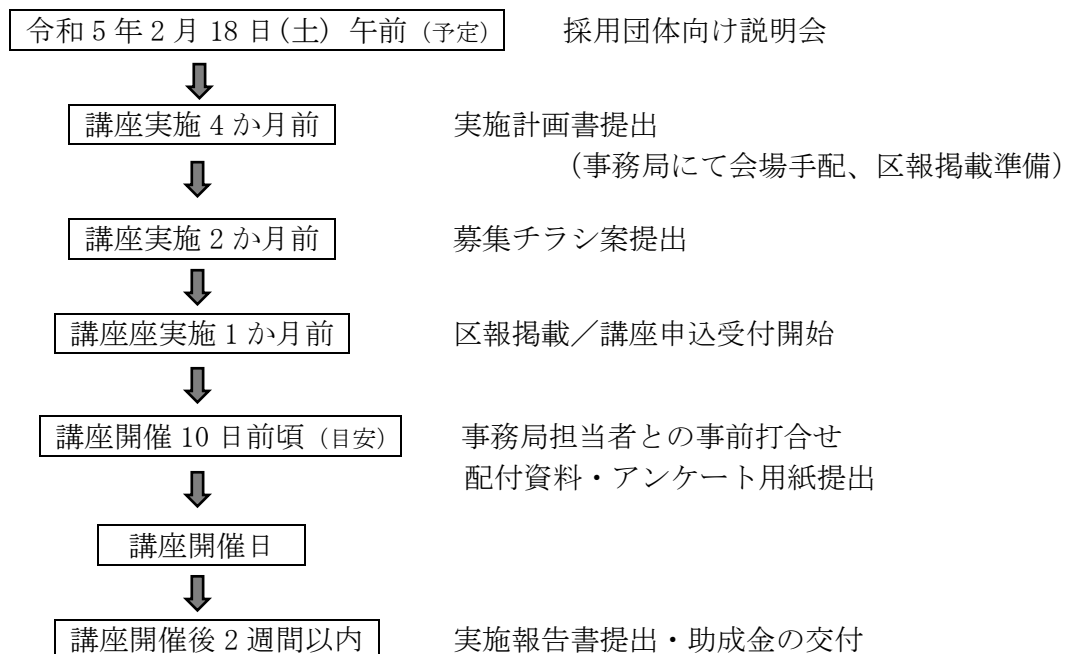 令和5年2月18日(土) 午前（予定） 採用団体向け説明会
講座実施4か月前 実施計画書提出
（事務局にて会場手配、区報掲載準備）
講座実施2か月前 募集チラシ案提出
講座座実施1か月前 区報掲載／講座申込受付開始
講座開催10日前頃（目安） 事務局担当者との事前打合せ
配付資料・アンケート用紙提出
講座開催日
講座開催後2週間以内 実施報告書提出・助成金の交付